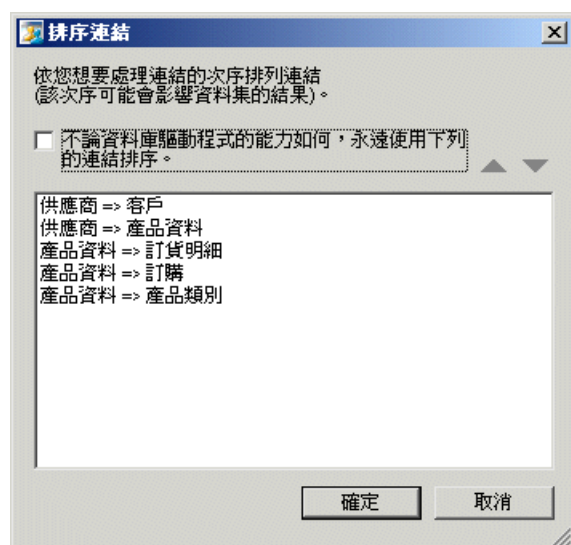 排序連結
依您想要處理連結的次序排列連結
(該次序可能會影響資料集的結果)。
不論資料庫驅動程式的能力如何，永遠使用下列
的連結排序。
供應商 => 客戶
供應商 => 產品資料
產品資料 => 訂貨明細
產品資料 => 訂購
產品資料 => 產品類別
確定
取消